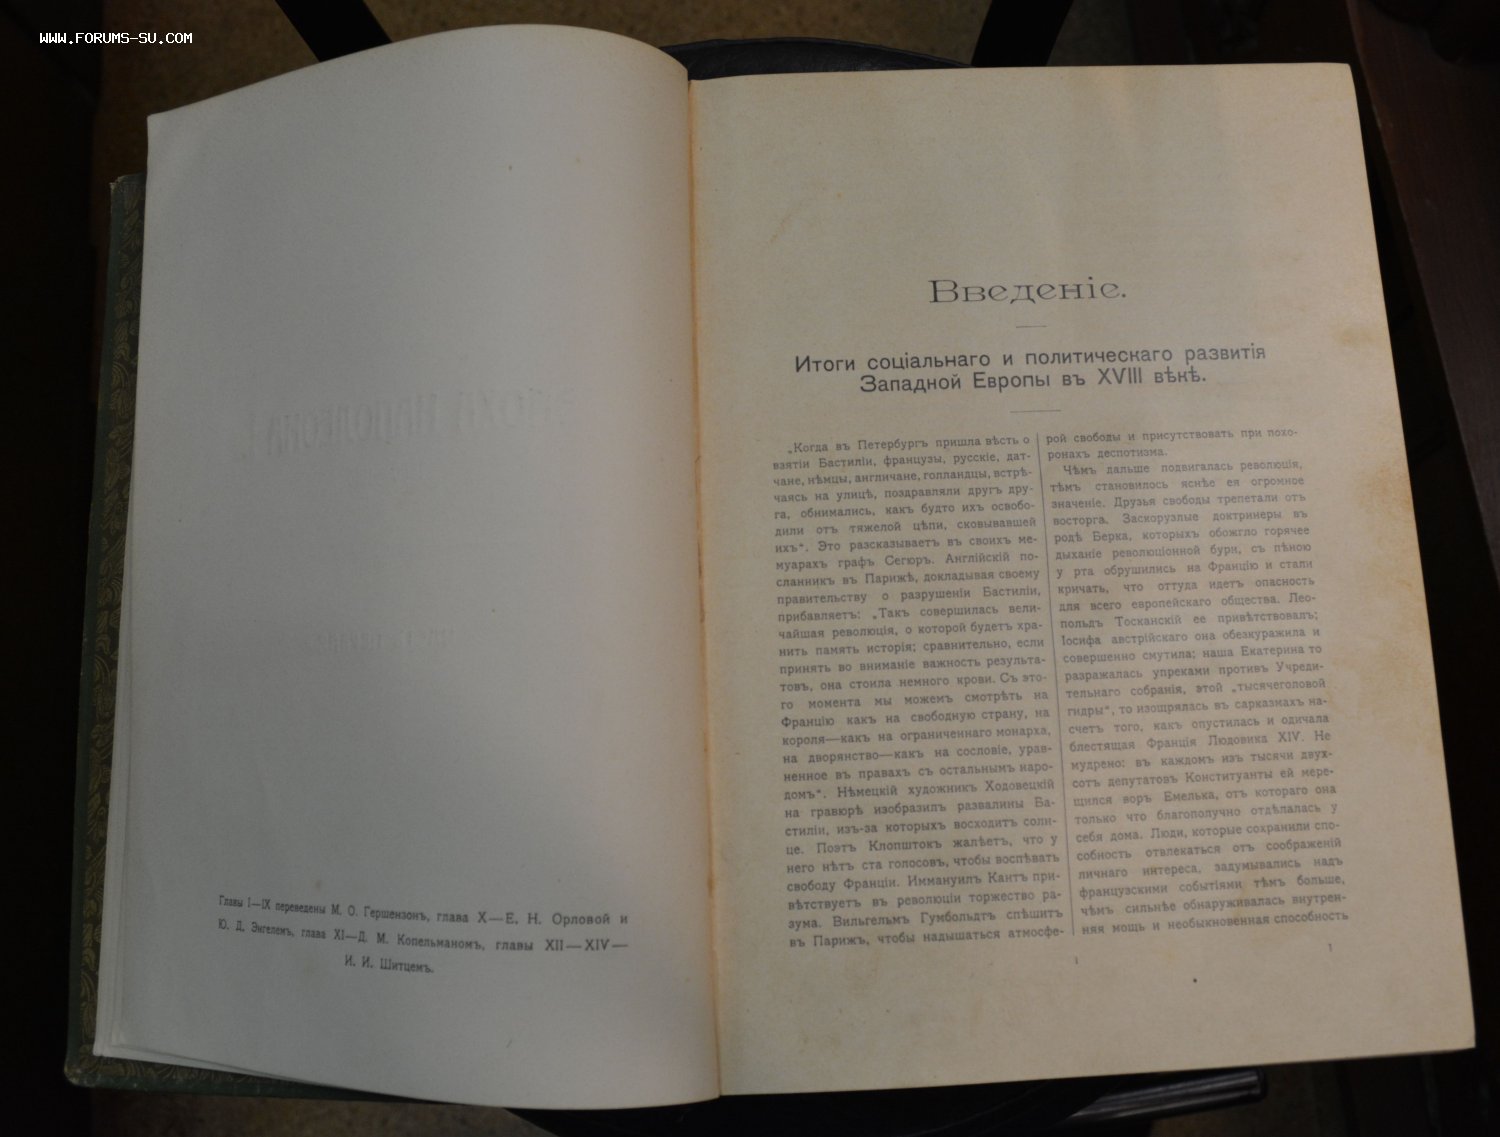 WWW.FORUMS-SU.COM
Главы I—IX переведены М. О. Гершензонъ, глава X—Е. Н. Орловой и
Ю. Д. Энгелемъ, глава XI—Д. М. Копельманомъ, главы XII—XIV—
И. И. Шитцемъ.
Введеніе.
Итоги соціальнаго и политическаго развитія
Западной Европы въ XVIII вѣкѣ.
„Когда въ Петербургъ пришла вѣсть о
взятіи Бастиліи, французы, русскіе, дат-
чане, нѣмцы, англичане, голландцы, встрѣ-
чаясь на улицѣ, поздравляли другъ дру-
га, обнимались, какъ будто ихъ освобо-
дили отъ тяжелой цѣпи, сковывавшей
ихъ“. Это разсказываетъ въ своихъ ме-
муарахъ графъ Сегюръ. Англійскій по-
сланникъ въ Парижѣ, докладывая своему
правительству о разрушеніи Бастиліи,
прибавляетъ: „Такъ совершилась вели-
чайшая революція, о которой будетъ хра-
нить память исторія; сравнительно, если
принять во вниманіе важность результа-
товъ, она стоила немного крови. Съ это-
го момента мы можемъ смотрѣть на
Францію какъ на свободную страну, на
короля—какъ на ограниченнаго монарха,
на дворянство—какъ на сословіе, урав-
ненное въ правахъ съ остальнымъ наро-
домъ“. Нѣмецкій художникъ Ходовецкій
на гравюрѣ изобразилъ развалины Ба-
стиліи, изъ-за которыхъ восходитъ солн-
це. Поэтъ Клопштокъ жалѣетъ, что у
него нѣтъ ста голосовъ, чтобы воспѣвать
свободу Франціи. Иммануилъ Кантъ при-
вѣтствуетъ въ революціи торжество ра-
зума. Вильгельмъ Гумбольдтъ спѣшитъ
въ Парижъ, чтобы надышаться атмосфе-
рой свободы и присутствовать при похо-
ронахъ деспотизма.
Чѣмъ дальше подвигалась революція,
тѣмъ становилось яснѣе ея огромное
значеніе. Друзья свободы трепетали отъ
восторга. Заскорузлые доктринеры въ
родѣ Берка, которыхъ обожгло горячее
дыханіе революціонной бури, съ пѣною
у рта обрушились на Францію и стали
кричать, что оттуда идетъ опасность
для всего европейскаго общества. Лео-
польдъ Тосканскій ее привѣтствовалъ;
Іосифа австрійскаго она обезкуражила и
совершенно смутила; наша Екатерина то
разражалась упреками противъ Учреди-
тельнаго собранія, этой „тысячеголовой
гидры“, то изощрялась въ сарказмахъ на-
счетъ того, какъ опустилась и одичала
блестящая Франція Людовика XIV. Не
мудрено: въ каждомъ изъ тысячи двух-
сотъ депутатовъ Конституанты ей мере-
щился воръ Емелька, отъ котораго она
только что благополучно отдѣлалась у
себя дома. Люди, которые сохранили спо-
собность отвлекаться отъ соображеній
личнаго интереса, задумывались надъ
французскими событіями тѣмъ больше,
чѣмъ сильнѣе обнаруживалась внутрен-
няя мощь и необыкновенная способность
1